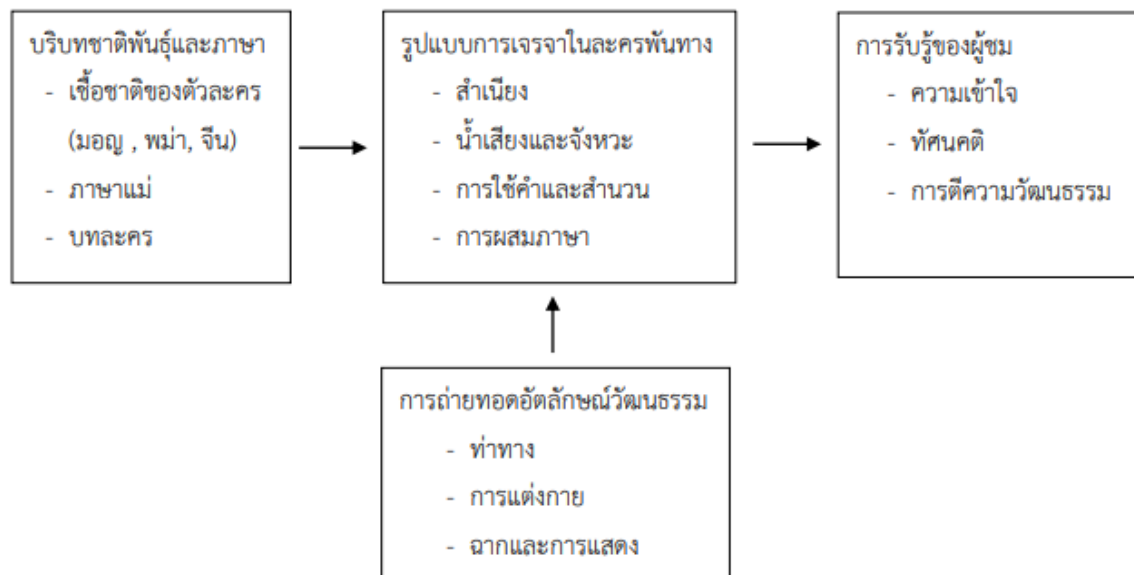 บริบทชาติพันธุ์และภาษา
- เชื้อชาติของตัวละคร
(มอญ , พม่า, จีน)
- ภาษาแม่
- บทละคร
รูปแบบการเจรจาในละครพันทาง
- สำเนียง
- น้ำเสียงและจังหวะ
- การใช้คำและสำนวน
- การผสมภาษา
การรับรู้ของผู้ชม
- ความเข้าใจ
- ทัศนคติ
- การตีความวัฒนธรรม
การถ่ายทอดอัตลักษณ์วัฒนธรรม
- ท่าทาง
- การแต่งกาย
- ฉากและการแสดง